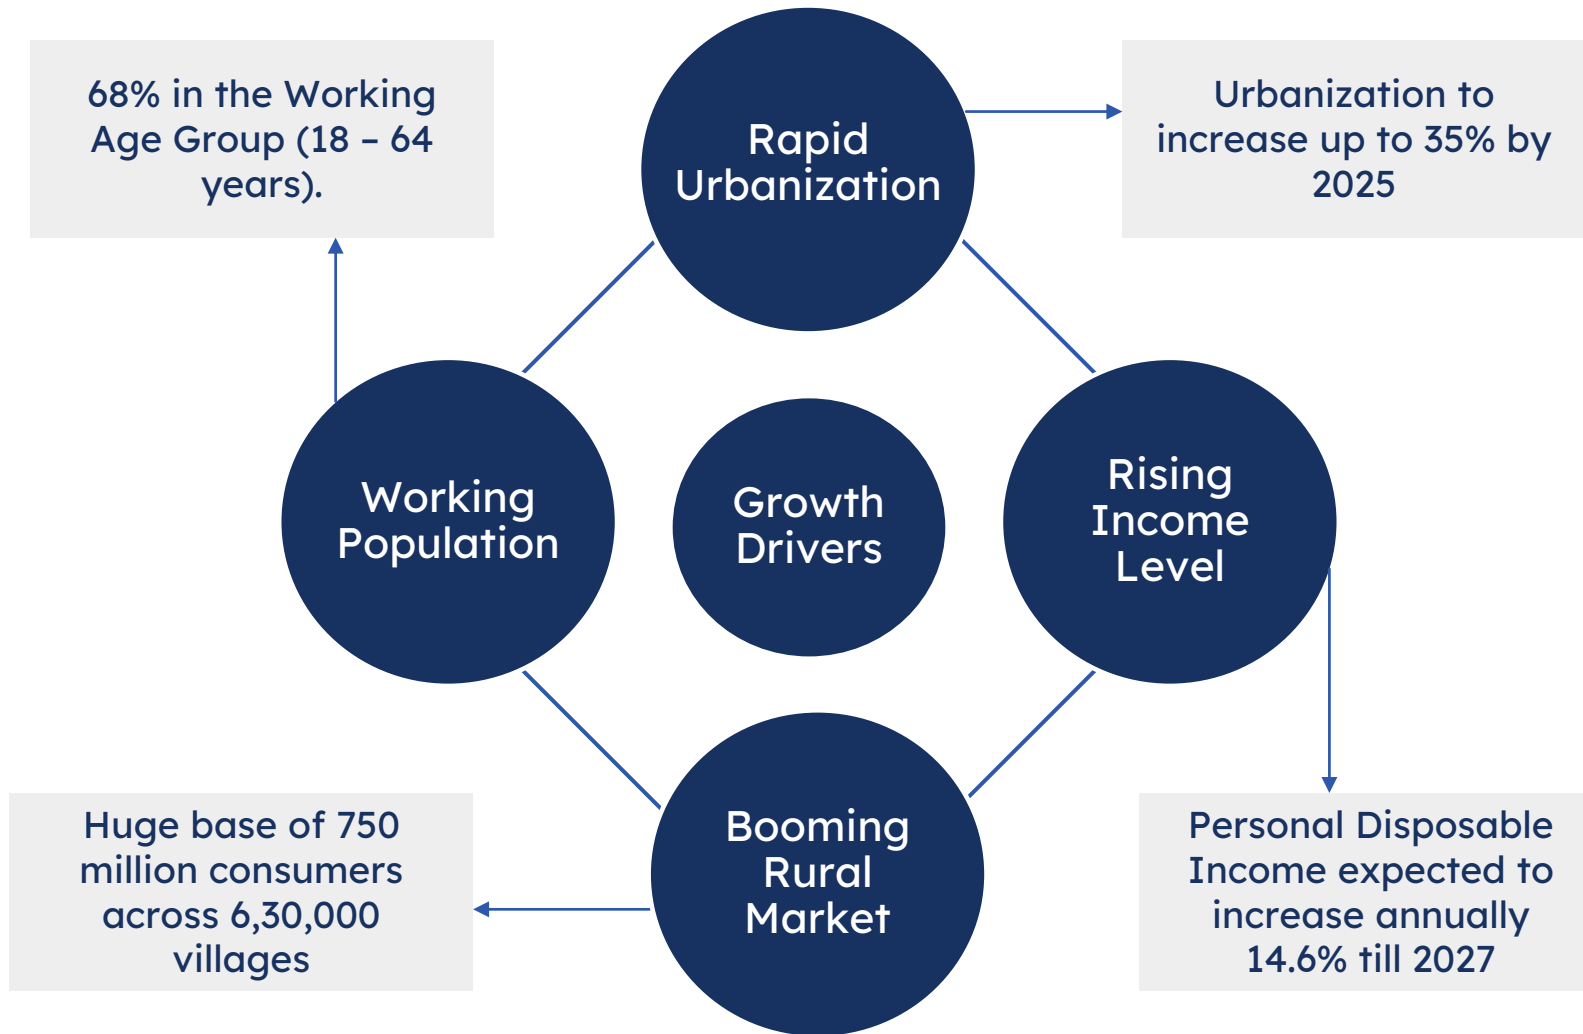 68% in the Working
Age Group (18 – 64
years).
Rapid
Urbanization
Urbanization to
increase up to 35% by
2025
Working
Population
Growth
Drivers
Rising
Income
Level
Huge base of 750
million consumers
across 6,30,000
villages
Booming
Rural
Market
Personal Disposable
Income expected to
increase annually
14.6% till 2027